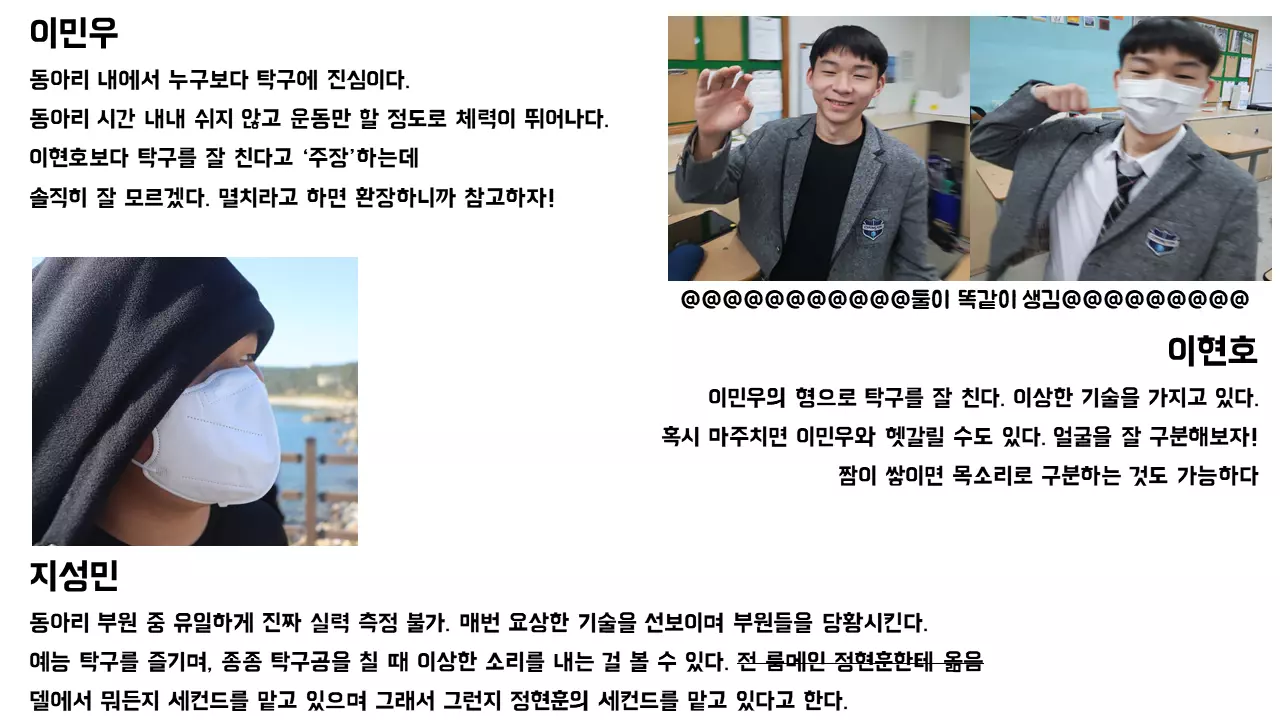 이민우
동아리 내에서 누구보다 탁구에 진심이다.
동아리 시간 내내 쉬지 않고 운동만 할 정도로 체력이 뛰어나다.
이현호보다 탁구를 잘 친다고 ‘주장’하는데
솔직히 잘 모르겠다. 멸치라고 하면 환장하니까 참고하자!
@@@@@@@@@@@둘이 똑같이 생김@@@@@@@@@
이현호
이민우의 형으로 탁구를 잘 친다. 이상한 기술을 가지고 있다.
혹시 마주치면 이민우와 헷갈릴 수도 있다. 얼굴을 잘 구분해보자!
짬이 쌓이면 목소리로 구분하는 것도 가능하다
지성민
동아리 부원 중 유일하게 진짜 실력 측정 불가. 매번 요상한 기술을 선보이며 부원들을 당황시킨다.
예능 탁구를 즐기며, 종종 탁구공을 칠 때 이상한 소리를 내는 걸 볼 수 있다. 전 룸메인 정현훈한테 옮음
델에서 뭐든지 세컨드를 맡고 있으며 그래서 그런지 정현훈의 세컨드를 맡고 있다고 한다.